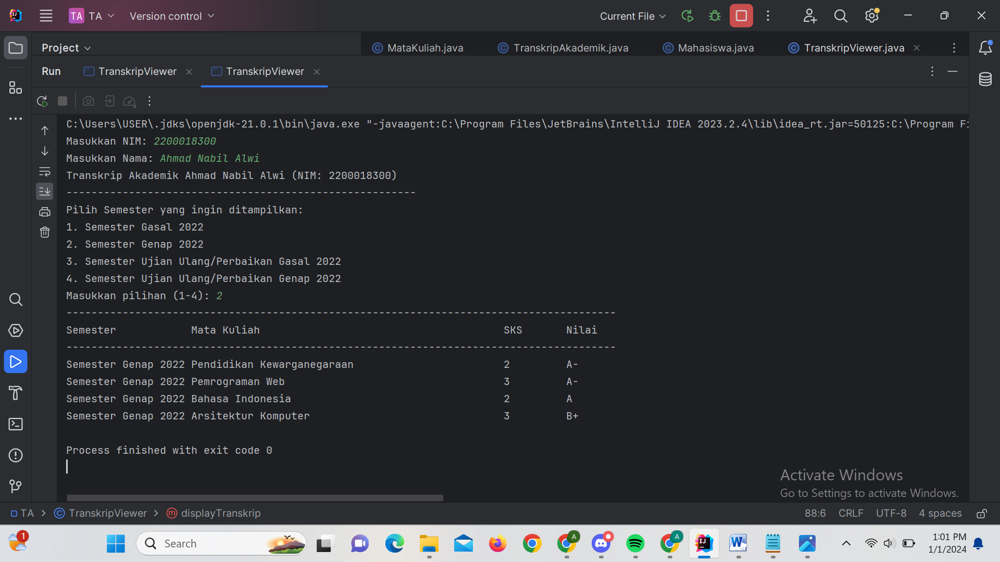 TA TA Version control Current File
Project MataKuliah.java TranskripAkademik.java Mahasiswa.java TranskripViewer.java
Run TranskripViewer TranskripViewer
C:\Users\USER\.jdks\openjdk-21.0.1\bin\java.exe "-javaagent:C:\Program Files\JetBrains\IntelliJ IDEA 2023.2.4\lib\idea_rt.jar=50125:C:\Program Fi
Masukkan NIM: 2200018300
Masukkan Nama: Ahmad Nabil Alwi
Transkrip Akademik Ahmad Nabil Alwi (NIM: 2200018300)
--------------------------------------------------------
Pilih Semester yang ingin ditampilkan:
1. Semester Gasal 2022
2. Semester Genap 2022
3. Semester Ujian Ulang/Perbaikan Gasal 2022
4. Semester Ujian Ulang/Perbaikan Genap 2022
Masukkan pilihan (1-4): 2
----------------------------------------------------------------------------------------
Semester Mata Kuliah SKS Nilai
----------------------------------------------------------------------------------------
Semester Genap 2022 Pendidikan Kewarganegaraan 2 A-
Semester Genap 2022 Pemrograman Web 3 A-
Semester Genap 2022 Bahasa Indonesia 2 A
Semester Genap 2022 Arsitektur Komputer 3 B+
Process finished with exit code 0
Activate Windows
Go to Settings to activate Windows.
TA > TranskripViewer > displayTranskrip 88:6 CRLF UTF-8 4 spaces
1 Search A A IJ W 1:01 PM
1/1/2024